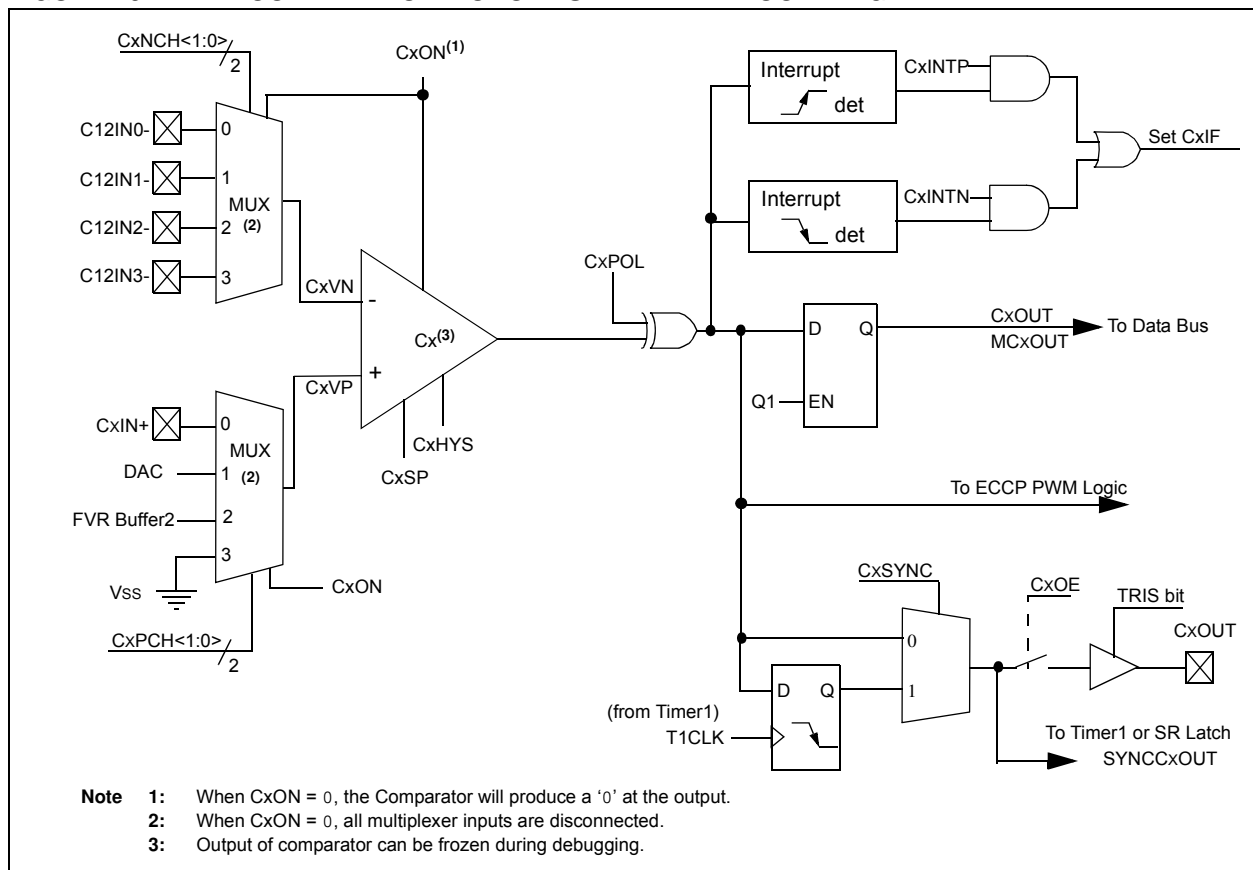 CxNCH<1:0>
2
CxON(1)
C12IN0-
0
C12IN1-
1
MUX
(2)
C12IN2-
2
C12IN3-
3
CxVN
-
Cx(3)
+
CxVP
CxHYS
CxSP
CxIN+
0
MUX
(2)
DAC
1
FVR Buffer2
2
3
Vss
CxON
CxPCH<1:0>
2
CxPOL
Interrupt
det
CxINTP
Interrupt
det
CxINTN
Set CxIF
D
Q
Q1
EN
CxOUT
MCxOUT
To Data Bus
To ECCP PWM Logic
CxSYNC
0
1
D
Q
(from Timer1)
T1CLK
CxOE
TRIS bit
CxOUT
To Timer1 or SR Latch
SYNCCxOUT
Note 1: When CxON = 0, the Comparator will produce a ‘0’ at the output.
2: When CxON = 0, all multiplexer inputs are disconnected.
3: Output of comparator can be frozen during debugging.